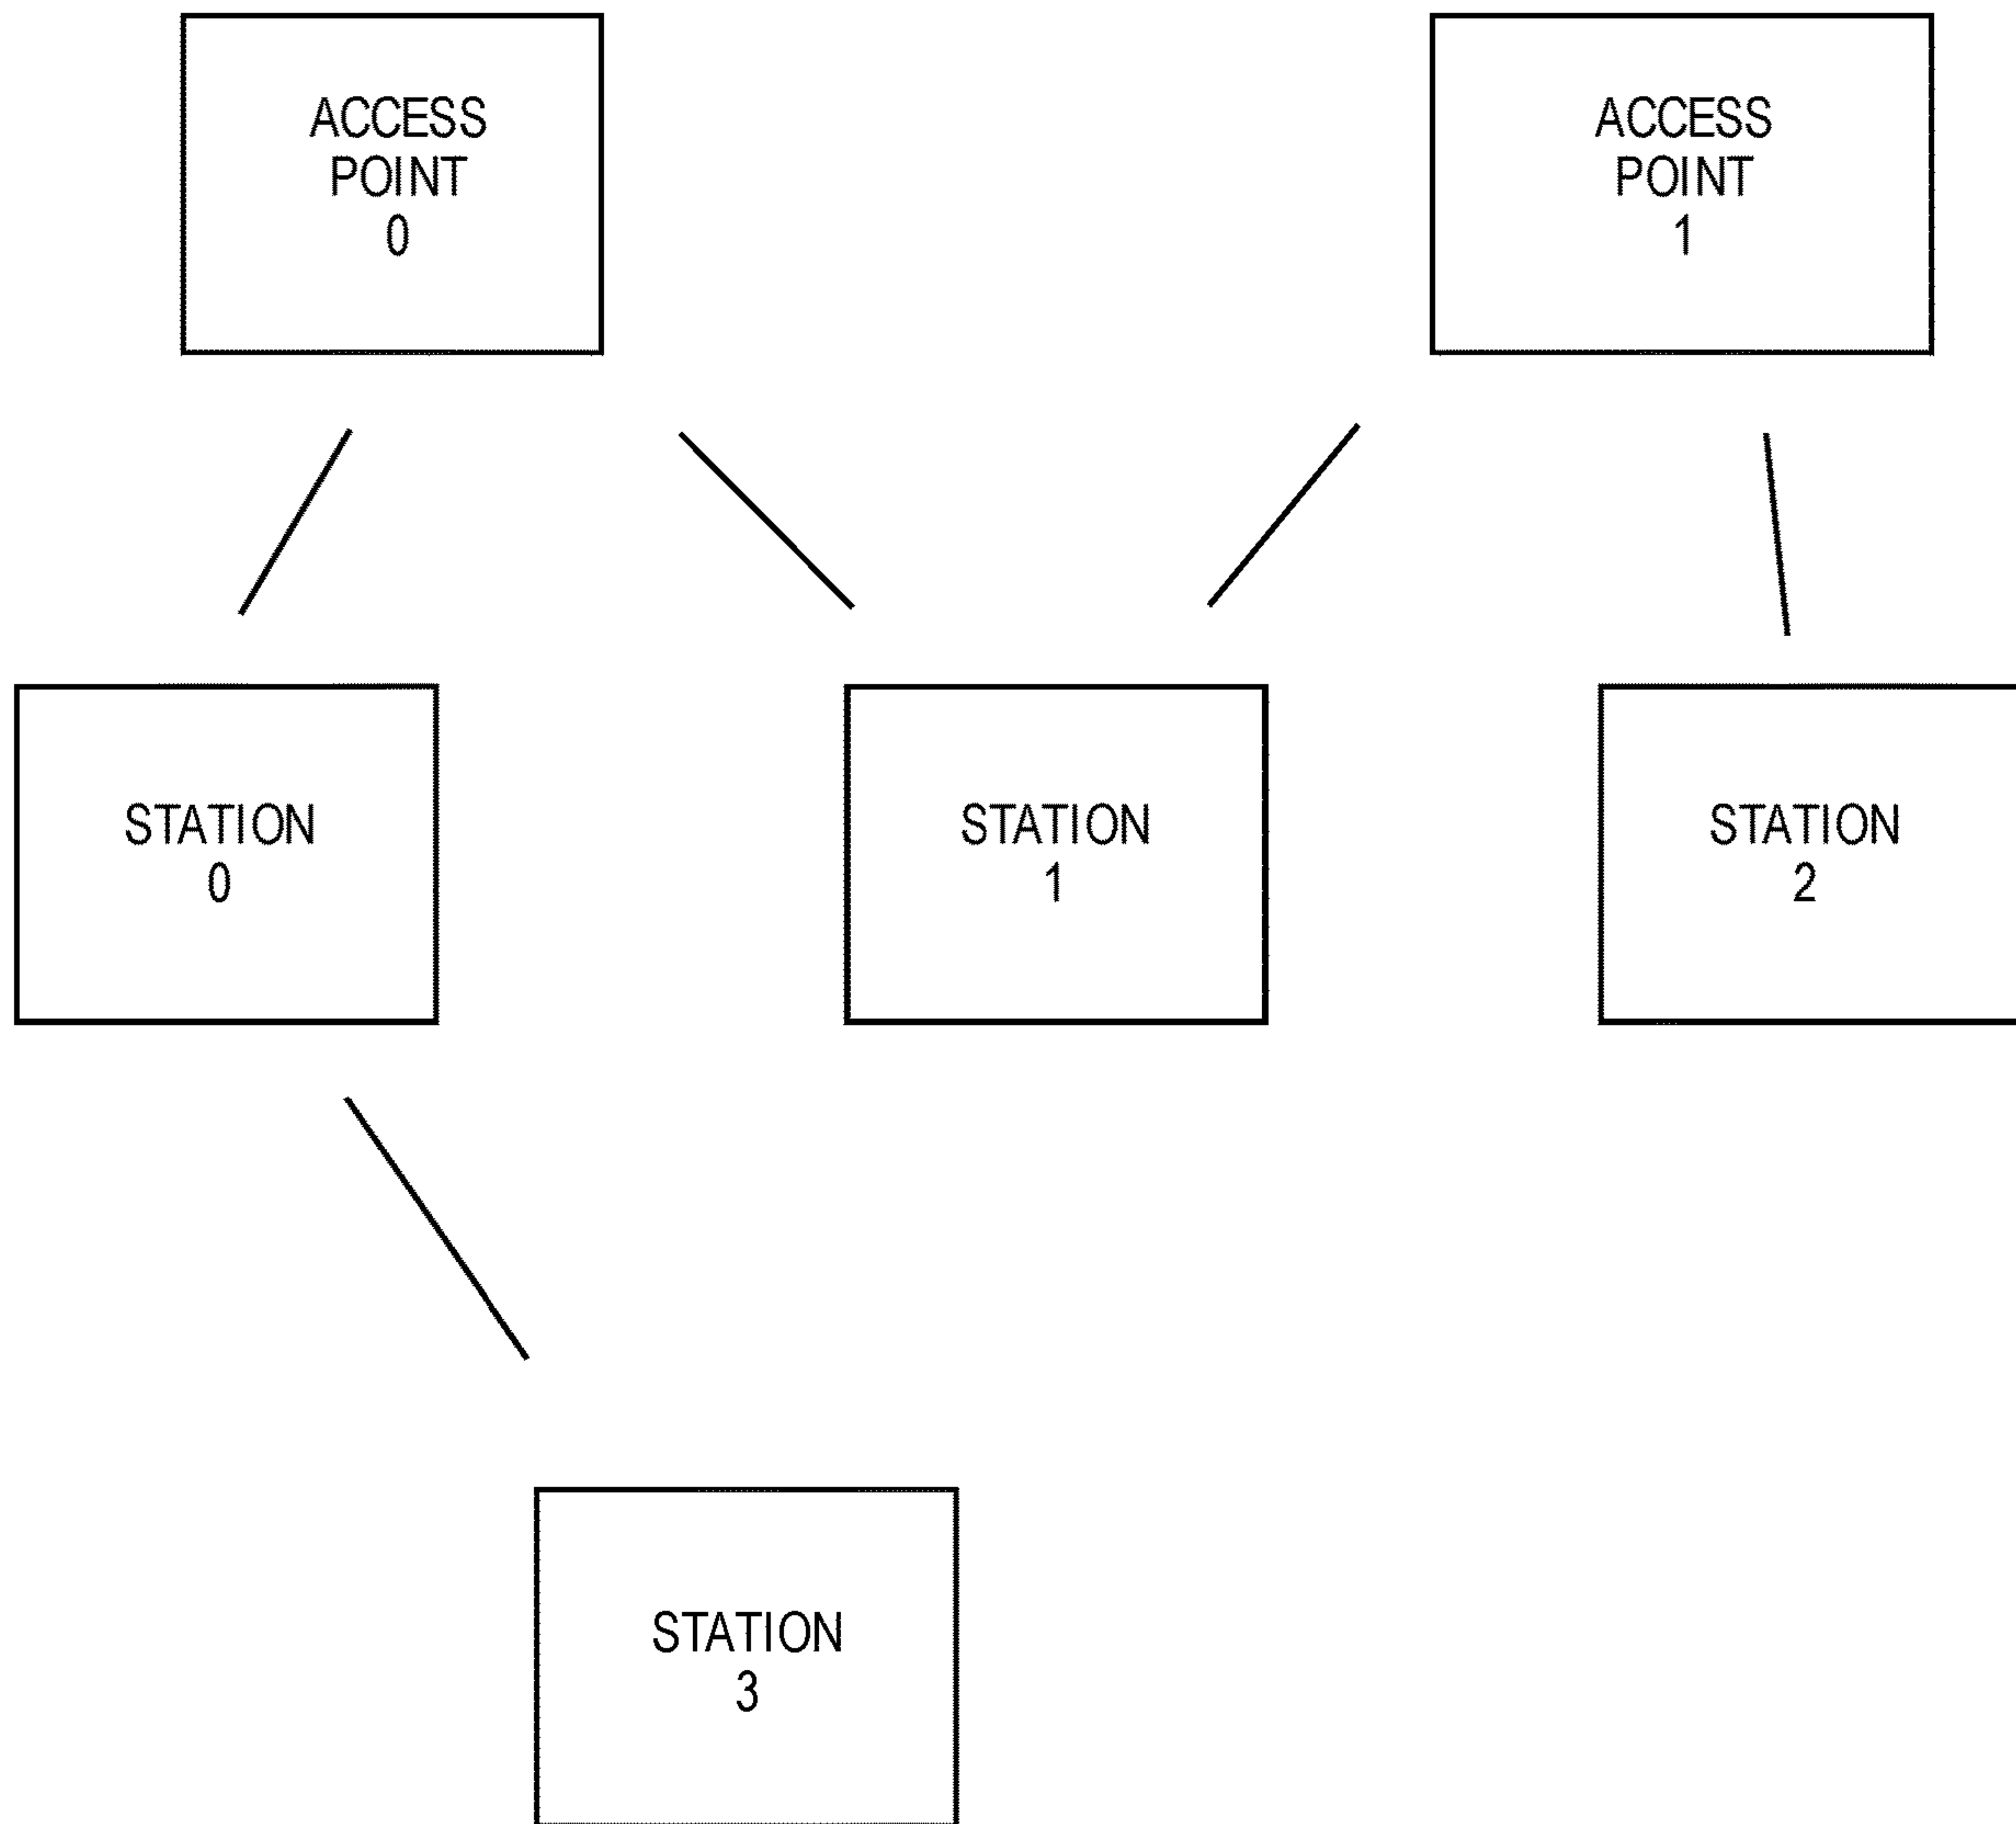 ACCESS
POINT
0
ACCESS
POINT
1
STATION
0
STATION
1
STATION
2
STATION
3